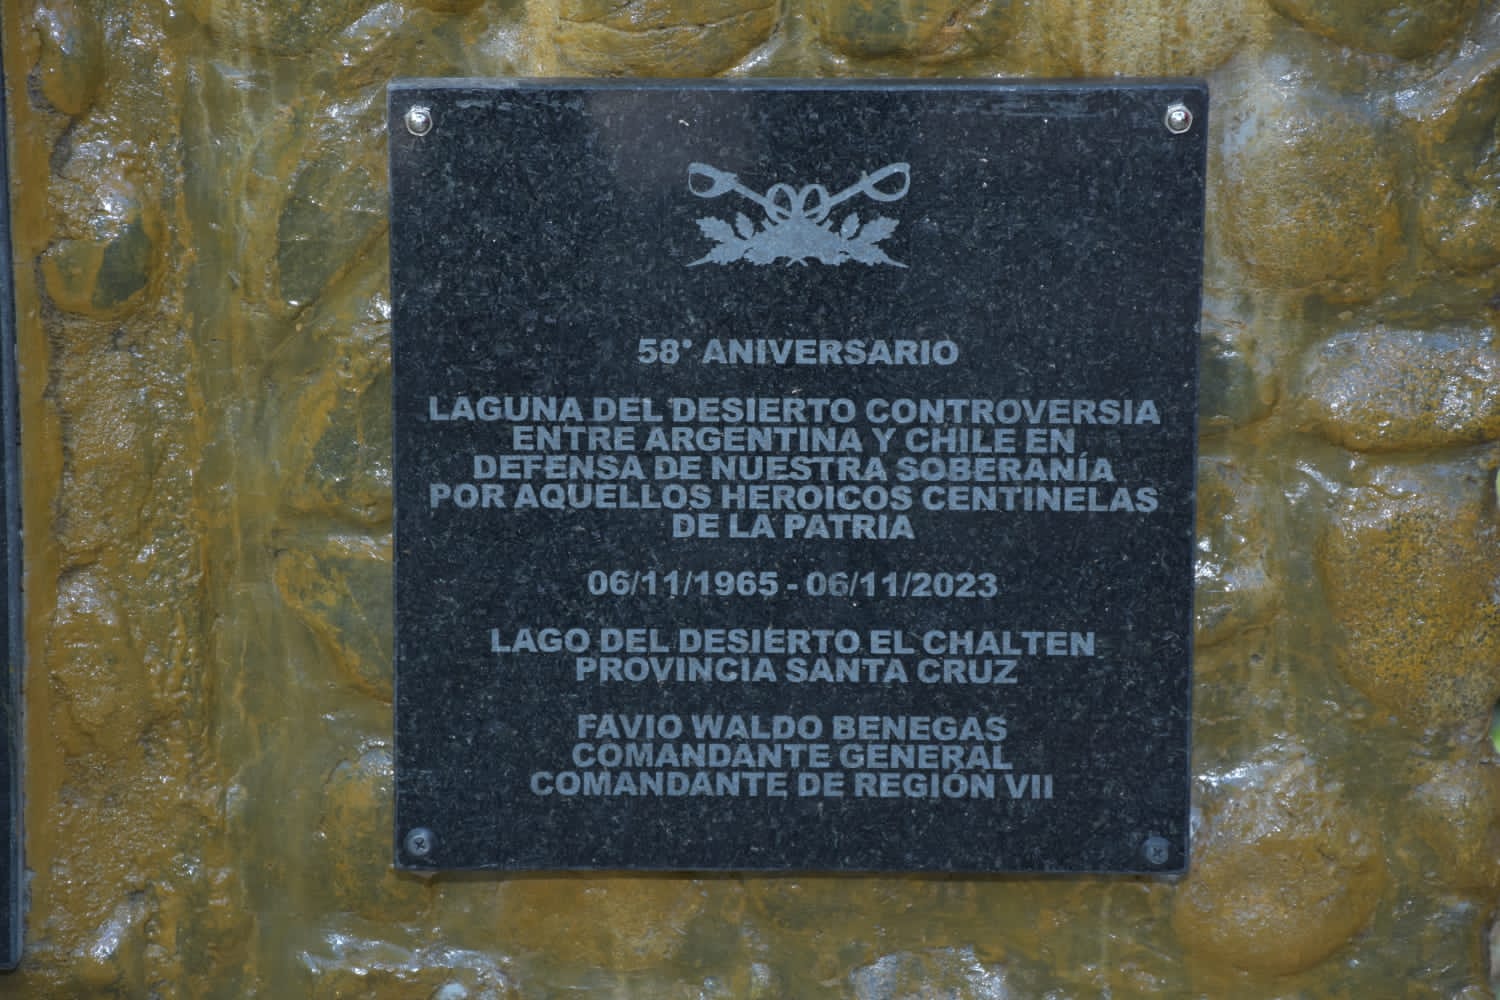 58° ANIVERSARIO
LAGUNA DEL DESIERTO CONTROVERSIA
ENTRE ARGENTINA Y CHILE EN
DEFENSA DE NUESTRA SOBERANÍA
POR AQUELLOS HEROICOS CENTINELAS
DE LA PATRIA
06/11/1965 - 06/11/2023
LAGO DEL DESIERTO EL CHALTEN
PROVINCIA SANTA CRUZ
FAVIO WALDO BENEGAS
COMANDANTE GENERAL
COMANDANTE DE REGIÓN VII